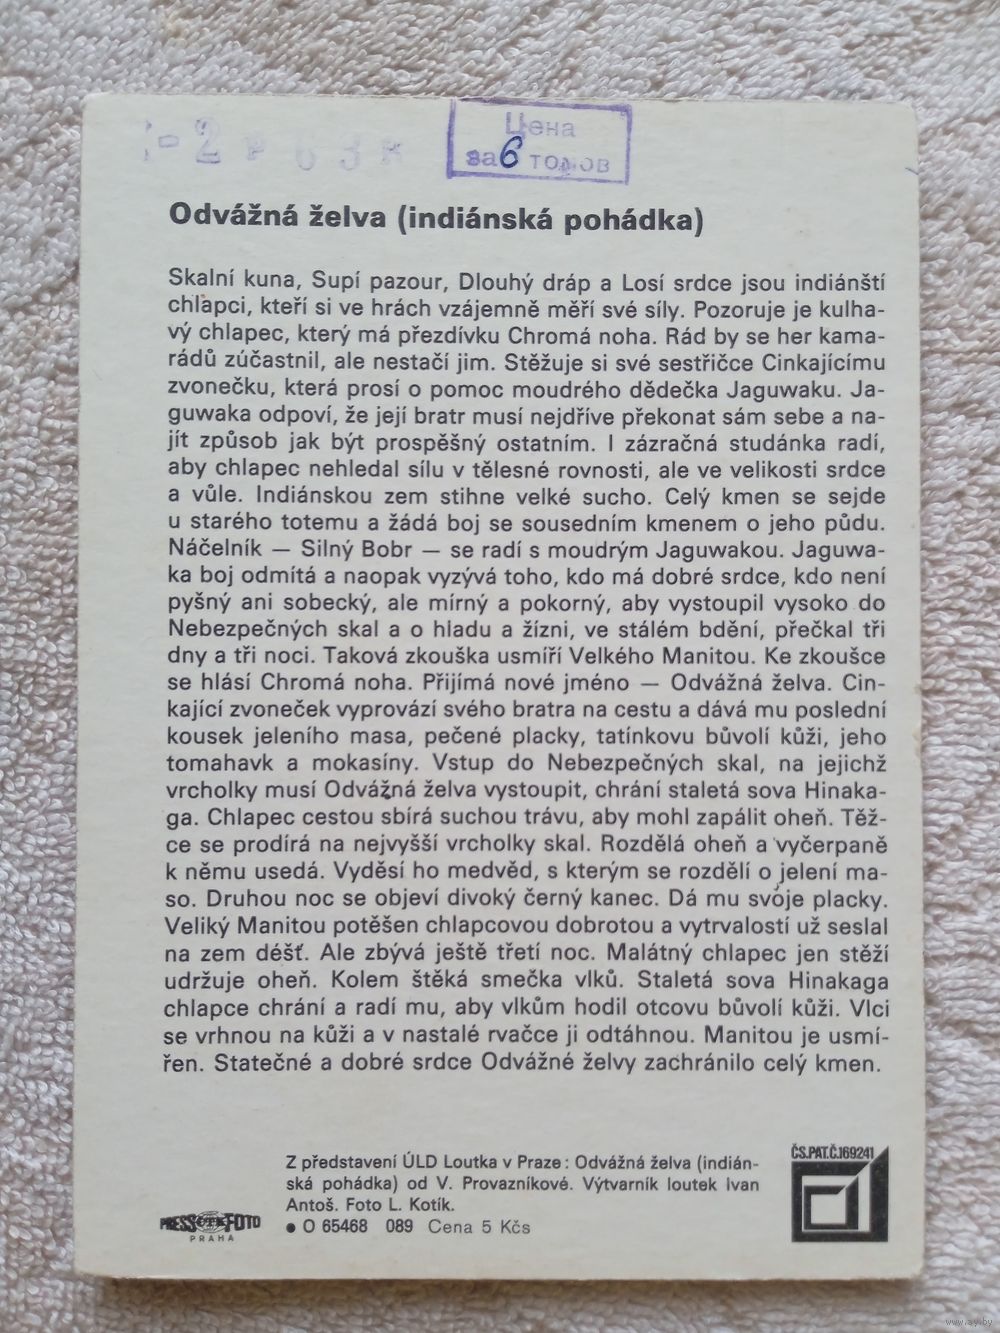 Цена
за 6 томов
Odvážná želva (indiánská pohádka)
Skalní kuna, Supí pazour, Dlouhý dráp a Losí srdce jsou indiánští
chlapci, kteří si ve hrách vzájemně měří své síly. Pozoruje je kulha-
vý chlapec, který má přezdívku Chromá noha. Rád by se her kama-
rádů zúčastnil, ale nestačí jim. Stěžuje si své sestřičce Cinkajícímu
zvonečku, která prosí o pomoc moudrého dědečka Jaguwaku. Ja-
guwaka odpoví, že její bratr musí nejdříve překonat sám sebe a na-
jít způsob jak být prospěšný ostatním. I zázračná studánka radí,
aby chlapec nehledal sílu v tělesné rovnosti, ale ve velikosti srdce
a vůle. Indiánskou zem stihne velké sucho. Celý kmen se sejde
u starého totemu a žádá boj se sousedním kmenem o jeho půdu.
Náčelník — Silný Bobr — se radí s moudrým Jaguwakou. Jaguwa-
ka boj odmítá a naopak vyzývá toho, kdo má dobré srdce, kdo není
pyšný ani sobecký, ale mírný a pokorný, aby vystoupil vysoko do
Nebezpečných skal a o hladu a žízni, ve stálém bdění, přečkal tři
dny a tři noci. Taková zkouška usmíří Velkého Manitou. Ke zkoušce
se hlásí Chromá noha. Přijímá nové jméno — Odvážná želva. Cin-
kající zvoneček vyprovází svého bratra na cestu a dává mu poslední
kousek jeleního masa, pečené placky, tatínkovu bůvolí kůži, jeho
tomahavk a mokasíny. Vstup do Nebezpečných skal, na jejichž
vrcholky musí Odvážná želva vystoupit, chrání staletá sova Hinaka-
ga. Chlapec cestou sbírá suchou trávu, aby mohl zapálit oheň. Těž-
ce se prodírá na nejvyšší vrcholky skal. Rozdělá oheň a vyčerpaně
k němu usedá. Vyděsí ho medvěd, s kterým se rozdělí o jelení ma-
so. Druhou noc se objeví divoký černý kanec. Dá mu svoje placky.
Veliký Manitou potěšen chlapcovou dobrotou a vytrvalostí už seslal
na zem déšť. Ale zbývá ještě třetí noc. Malátný chlapec jen stěží
udržuje oheň. Kolem štěká smečka vlků. Staletá sova Hinakaga
chlapce chrání a radí mu, aby vlkům hodil otcovu bůvolí kůži. Vlci
se vrhnou na kůži a v nastalé rvačce ji odtáhnou. Manitou je usmí-
řen. Statečné a dobré srdce Odvážné želvy zachránilo celý kmen.
Z představení ÚLD Loutka v Praze: Odvážná želva (indián-
ská pohádka) od V. Provazníkové. Výtvarník loutek Ivan
Antoš. Foto L. Kotík.
● O 65468 089 Cena 5 Kčs
PRESSFOTO
PRAHA
ČS.PAT.Č.169241
www.ay.by